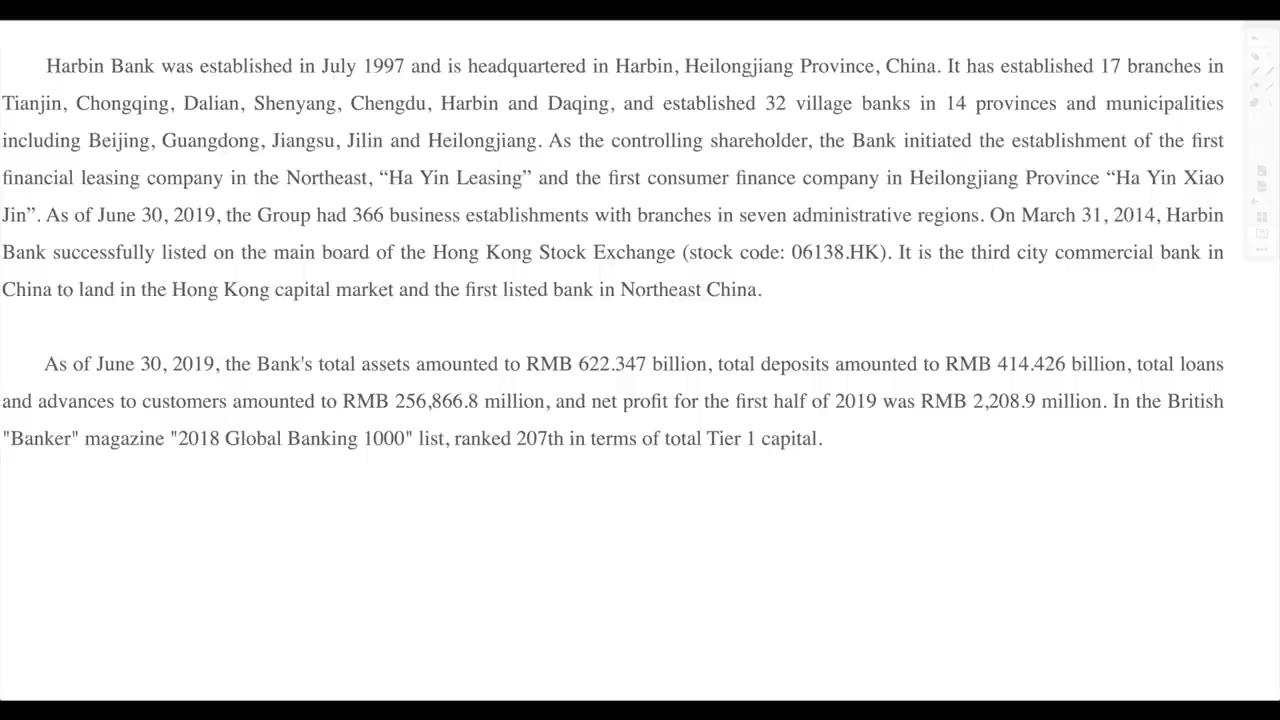 Harbin Bank was established in July 1997 and is headquartered in Harbin, Heilongjiang Province, China. It has established 17 branches in
Tianjin, Chongqing, Dalian, Shenyang, Chengdu, Harbin and Daqing, and established 32 village banks in 14 provinces and municipalities
including Beijing, Guangdong, Jiangsu, Jilin and Heilongjiang. As the controlling shareholder, the Bank initiated the establishment of the first
financial leasing company in the Northeast, “Ha Yin Leasing” and the first consumer finance company in Heilongjiang Province “Ha Yin Xiao
Jin”. As of June 30, 2019, the Group had 366 business establishments with branches in seven administrative regions. On March 31, 2014, Harbin
Bank successfully listed on the main board of the Hong Kong Stock Exchange (stock code: 06138.HK). It is the third city commercial bank in
China to land in the Hong Kong capital market and the first listed bank in Northeast China.
As of June 30, 2019, the Bank's total assets amounted to RMB 622.347 billion, total deposits amounted to RMB 414.426 billion, total loans
and advances to customers amounted to RMB 256,866.8 million, and net profit for the first half of 2019 was RMB 2,208.9 million. In the British
"Banker" magazine "2018 Global Banking 1000" list, ranked 207th in terms of total Tier 1 capital.